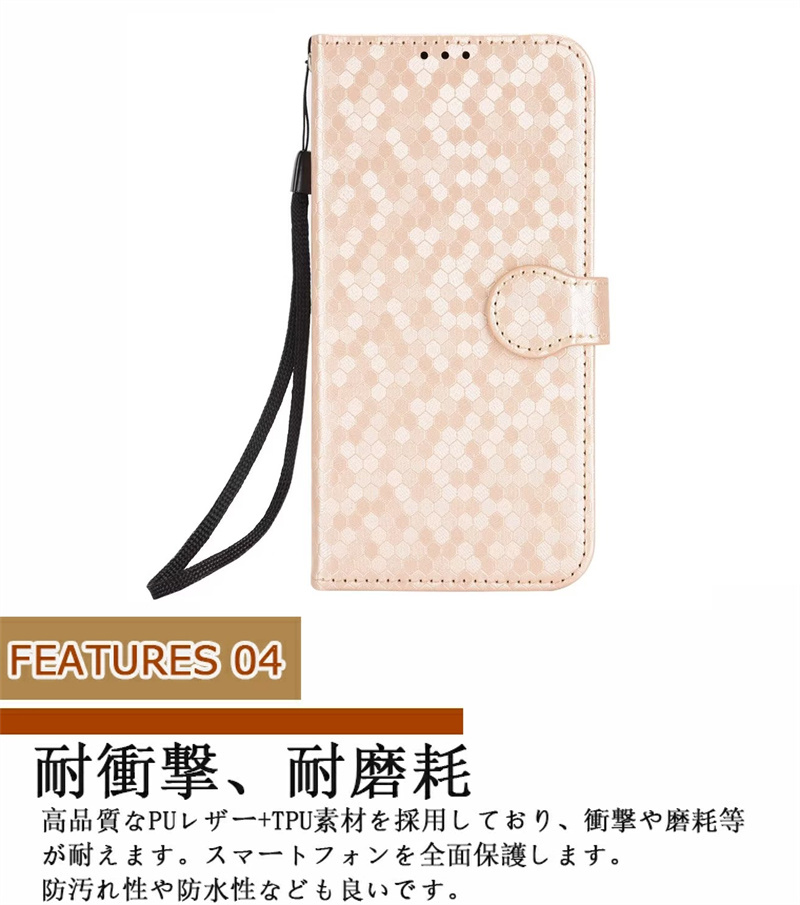 FEATURES 04
耐衝撃、耐磨耗
高品質なPUレザー+TPU素材を採用しており、衝撃や磨耗等
が耐えます。スマートフォンを全面保護します。
防汚れ性や防水性なども良いです。